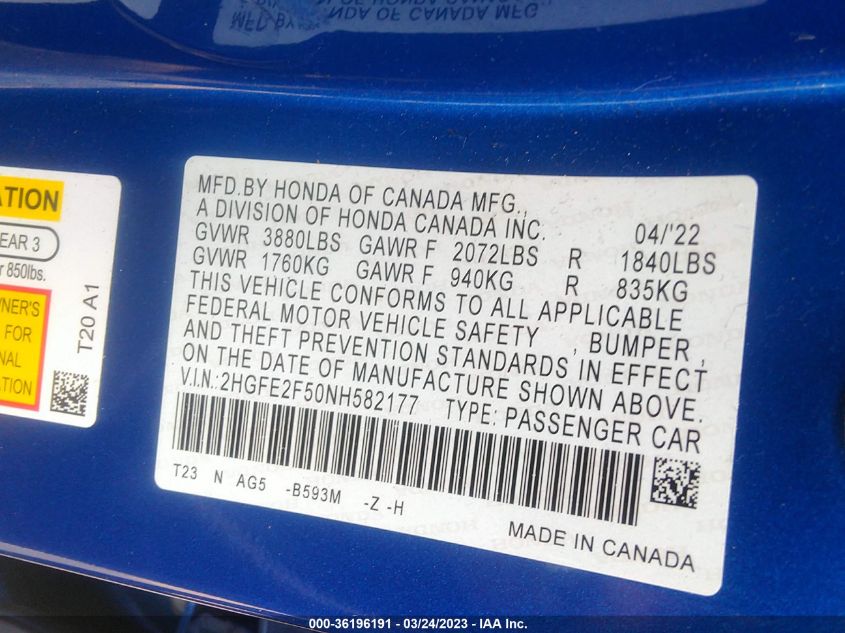 MFD.BY HONDA OF CANADA MFG.,
A DIVISION OF HONDA CANADA INC. 04/'22
GVWR 3880LBS GAWR F 2072LBS R 1840LBS
GVWR 1760KG GAWR F 940KG R 835KG
THIS VEHICLE CONFORMS TO ALL APPLICABLE
FEDERAL MOTOR VEHICLE SAFETY , BUMPER ,
AND THEFT PREVENTION STANDARDS IN EFFECT
ON THE DATE OF MANUFACTURE SHOWN ABOVE.
V.I.N.:2HGFE2F50NH582177 TYPE: PASSENGER CAR
T23 N AG5 -B593M -Z -H
MADE IN CANADA
EAR 3
850lbs.
WNER'S
FOR
T20 A1
000-36196191 - 03/24/2023 - IAA Inc.